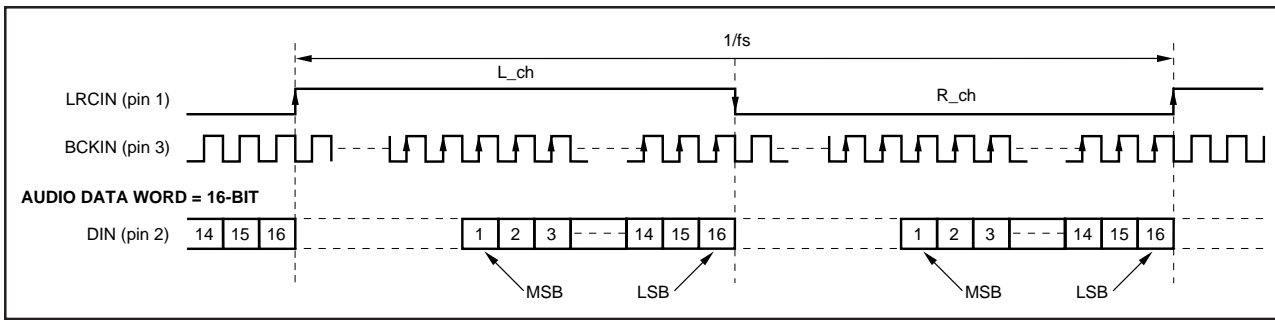 1/fs
L_ch
R_ch
LRCIN (pin 1)
BCKIN (pin 3)
AUDIO DATA WORD = 16-BIT
DIN (pin 2) 14 15 16 1 2 3 14 15 16 1 2 3 14 15 16
MSB LSB MSB LSB